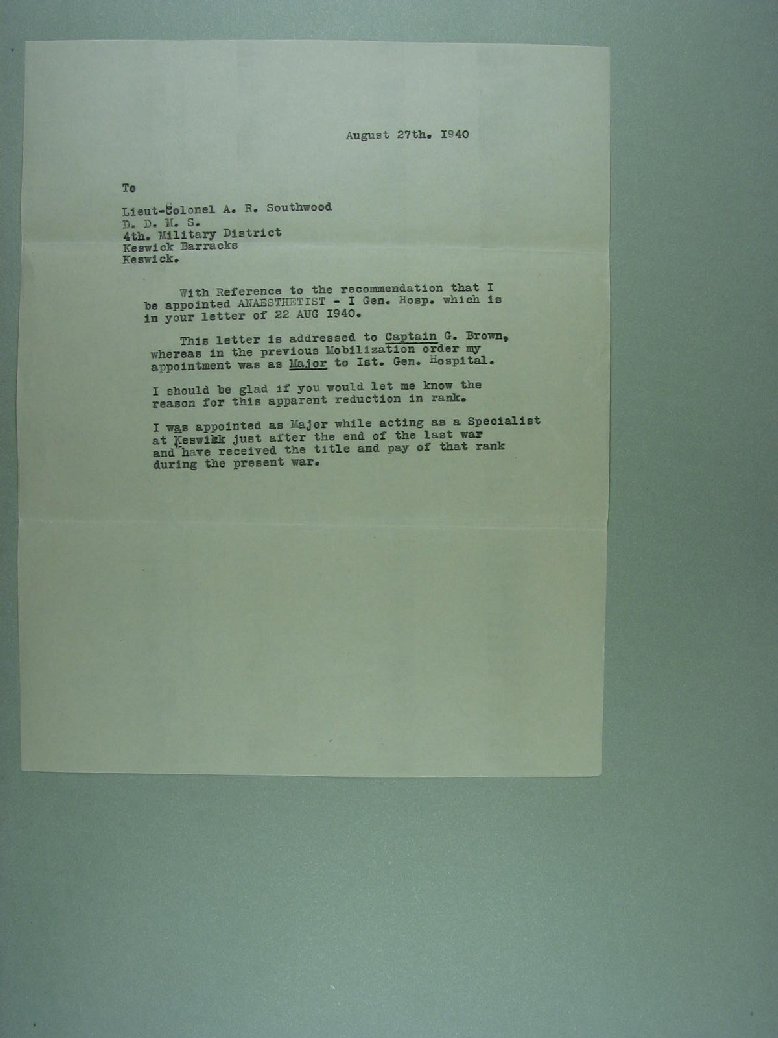 August 27th. I940
To
Lieut-Colonel A. R. Southwood
D. D. M. S.
4th. Military District
Keswick Barracks
Keswick.
With Reference to the recommendation that I
be appointed ANAESTHETIST - I Gen. Hosp. which is
in your letter of 22 AUG I940.
This letter is addressed to Captain G. Brown,
whereas in the previous Mobilization order my
appointment was as Major to Ist. Gen. Hospital.
I should be glad if you would let me know the
reason for this apparent reduction in rank.
I was appointed as Major while acting as a Specialist
at Keswick just after the end of the last war
and have received the title and pay of that rank
during the present war.